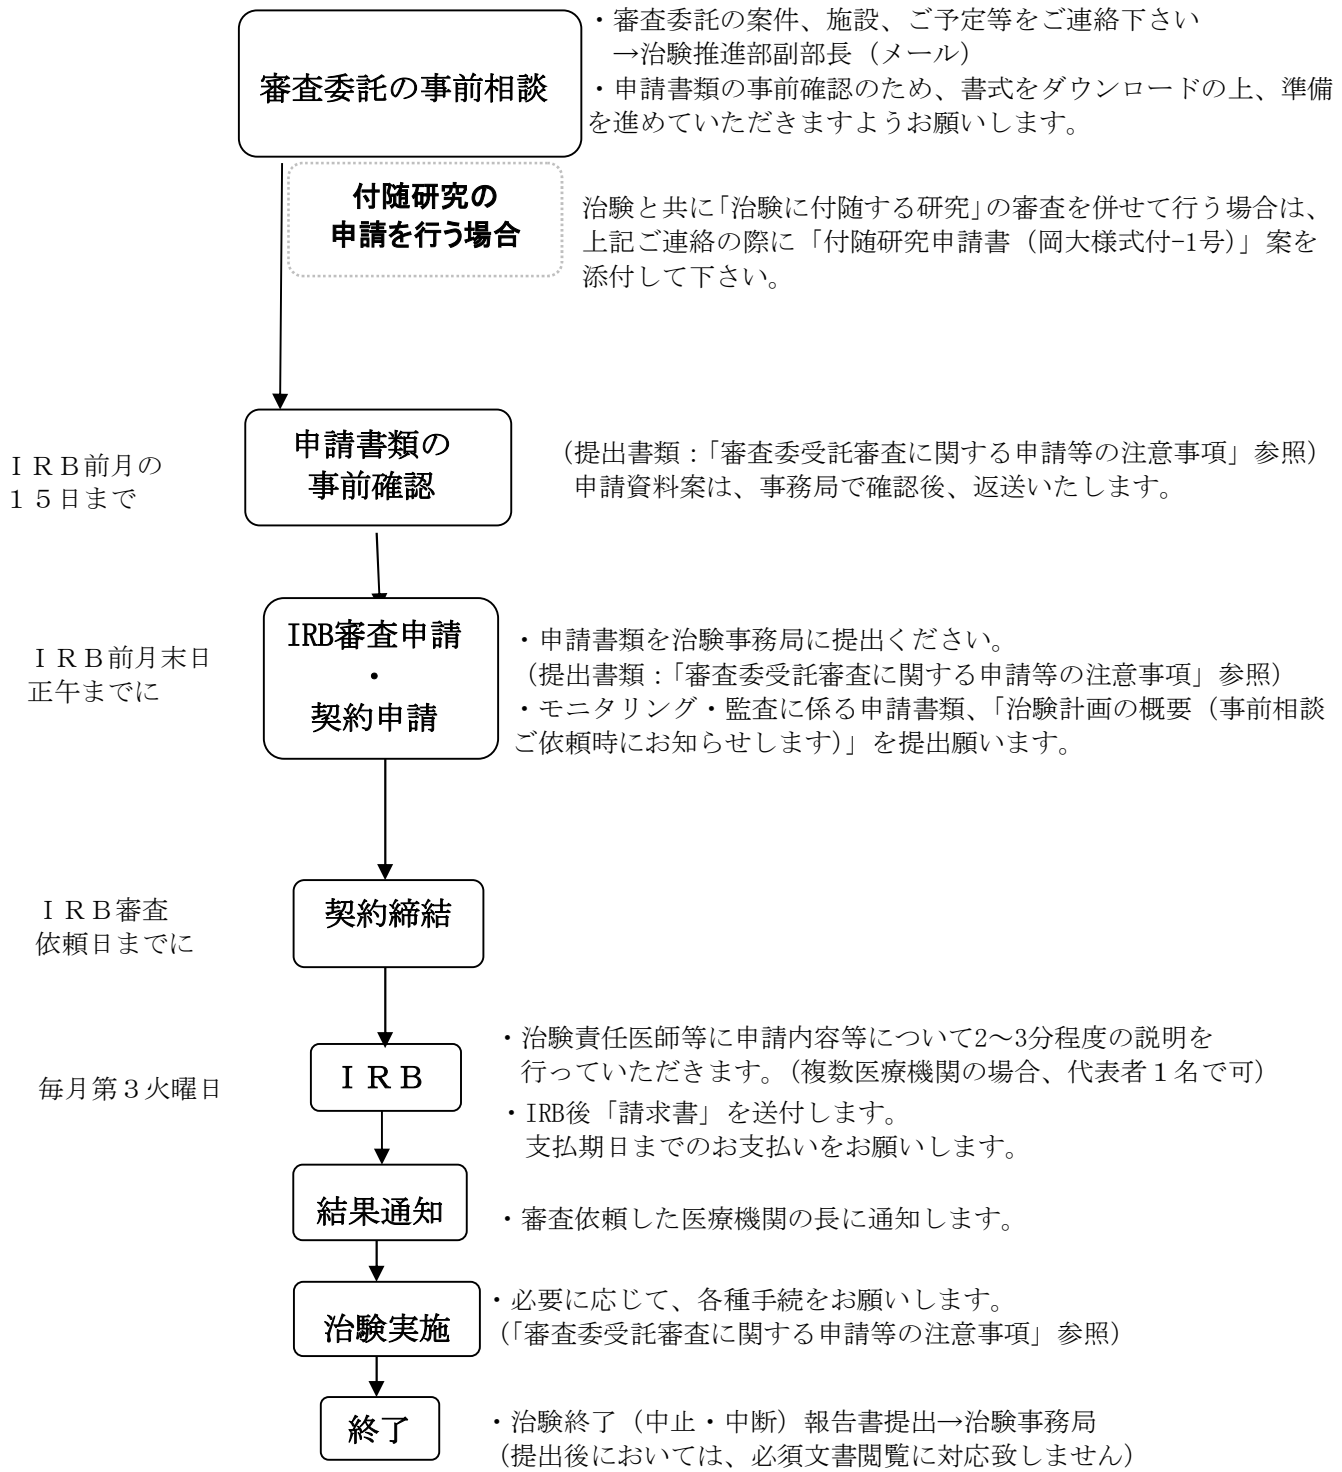 審査委託の事前相談
・審査委託の案件、施設、ご予定等をご連絡下さい
→治験推進部副部長（メール）
・申請書類の事前確認のため、書式をダウンロードの上、準備
を進めていただきますようお願いします。
付随研究の
申請を行う場合
治験と共に「治験に付随する研究」の審査を併せて行う場合は、
上記ご連絡の際に「付随研究申請書（岡大様式付-1号）」案を
添付して下さい。
ＩＲＢ前月の
１５日まで
申請書類の
事前確認
（提出書類：「審査委受託審査に関する申請等の注意事項」参照）
申請資料案は、事務局で確認後、返送いたします。
ＩＲＢ前月末日
正午までに
IRB審査申請
・
契約申請
・申請書類を治験事務局に提出ください。
（提出書類：「審査委受託審査に関する申請等の注意事項」参照）
・モニタリング・監査に係る申請書類、「治験計画の概要（事前相談
ご依頼時にお知らせします）」を提出願います。
ＩＲＢ審査
依頼日までに
契約締結
毎月第３火曜日
ＩＲＢ
・治験責任医師等に申請内容等について2～3分程度の説明を
行っていただきます。（複数医療機関の場合、代表者１名で可）
・IRB後「請求書」を送付します。
支払期日までのお支払いをお願いします。
結果通知
・審査依頼した医療機関の長に通知します。
治験実施
・必要に応じて、各種手続をお願いします。
（「審査委受託審査に関する申請等の注意事項」参照）
終了
・治験終了（中止・中断）報告書提出→治験事務局
（提出後においては、必須文書閲覧に対応致しません）